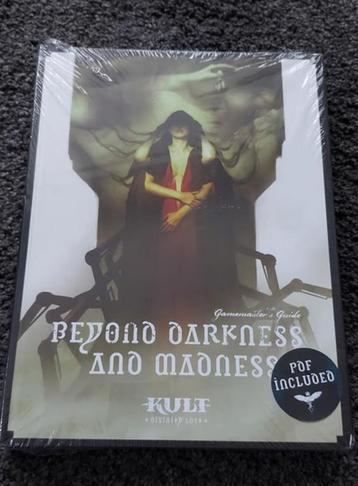 Gamemaster's Guide
BEYOND DARKNESS
AND MADNESS
PDF
INCLUDED
KULT
DIVINITY LOST